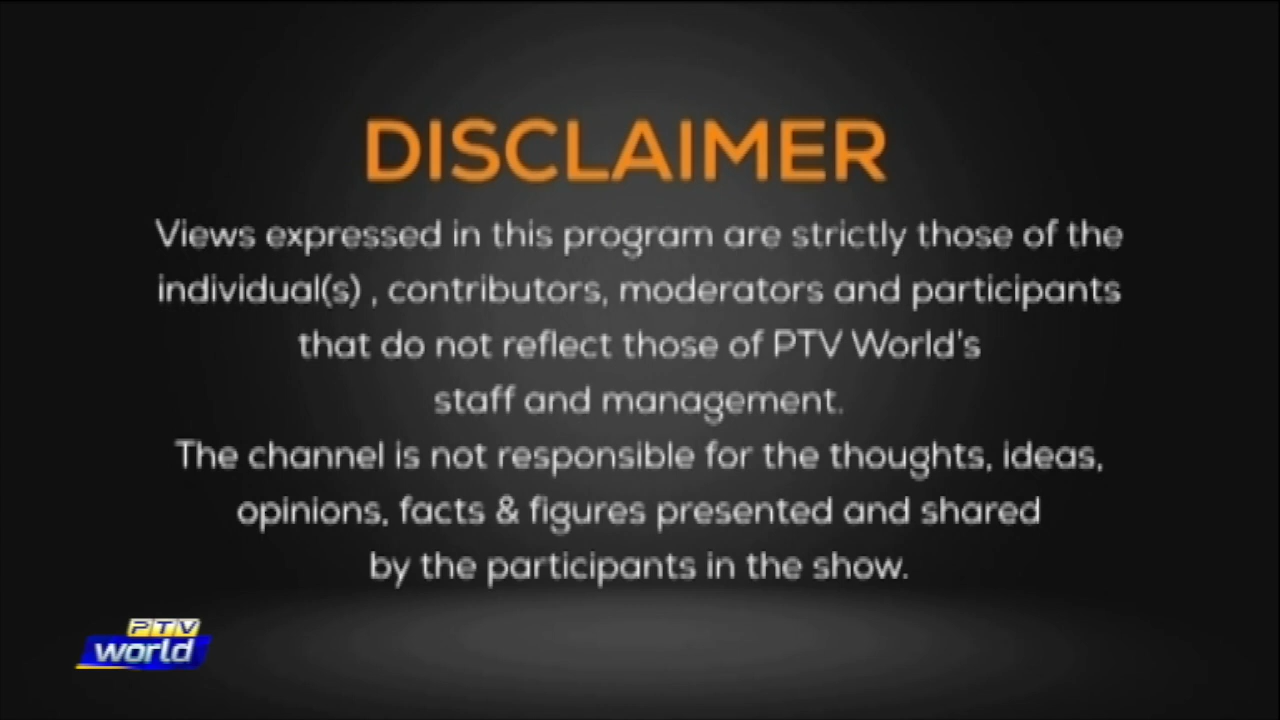 DISCLAIMER
Views expressed in this program are strictly those of the
individual(s) , contributors, moderators and participants
that do not reflect those of PTV World's
staff and management.
The channel is not responsible for the thoughts, ideas,
opinions, facts & figures presented and shared
by the participants in the show.
PTV
world